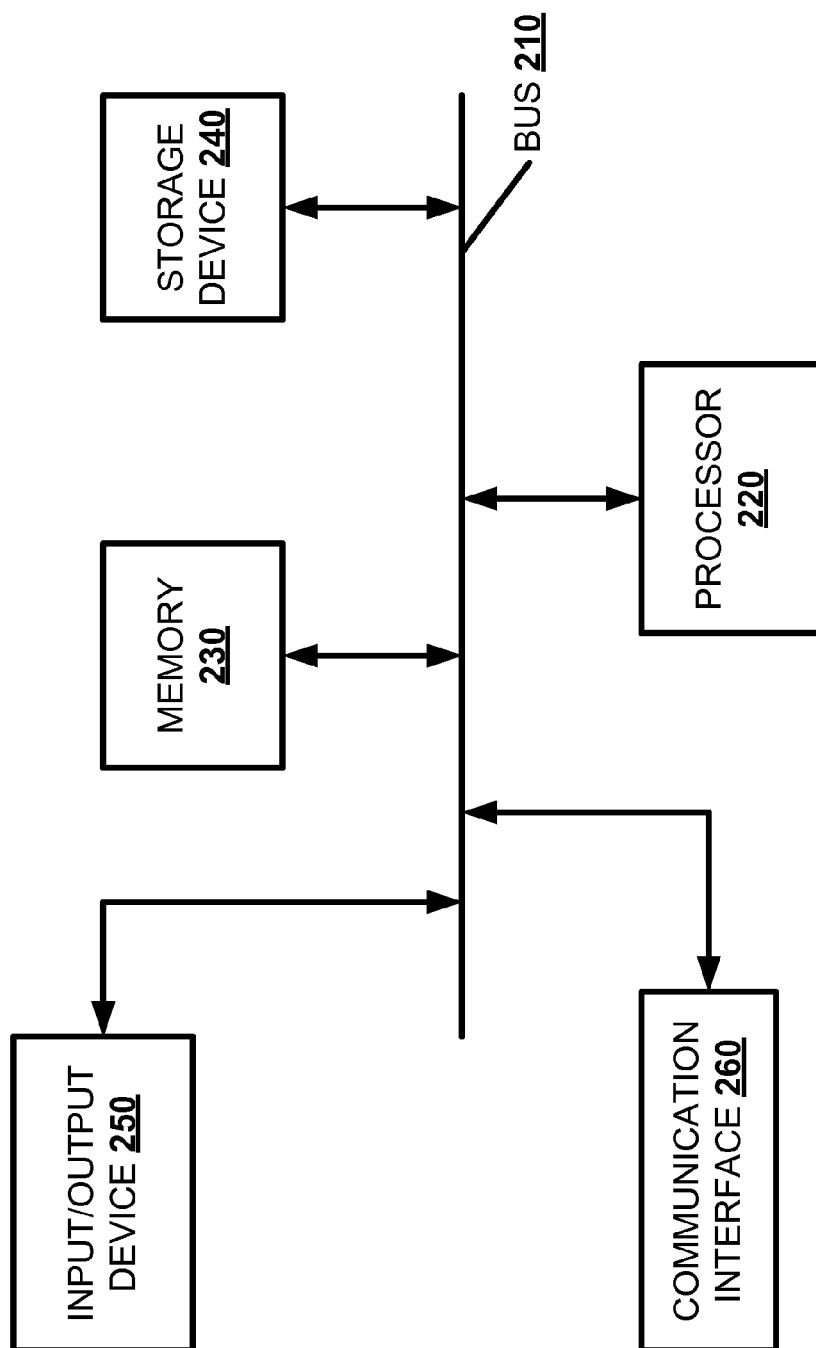 INPUT/OUTPUT
DEVICE 250
MEMORY
230
STORAGE
DEVICE 240
BUS 210
COMMUNICATION
INTERFACE 260
PROCESSOR
220